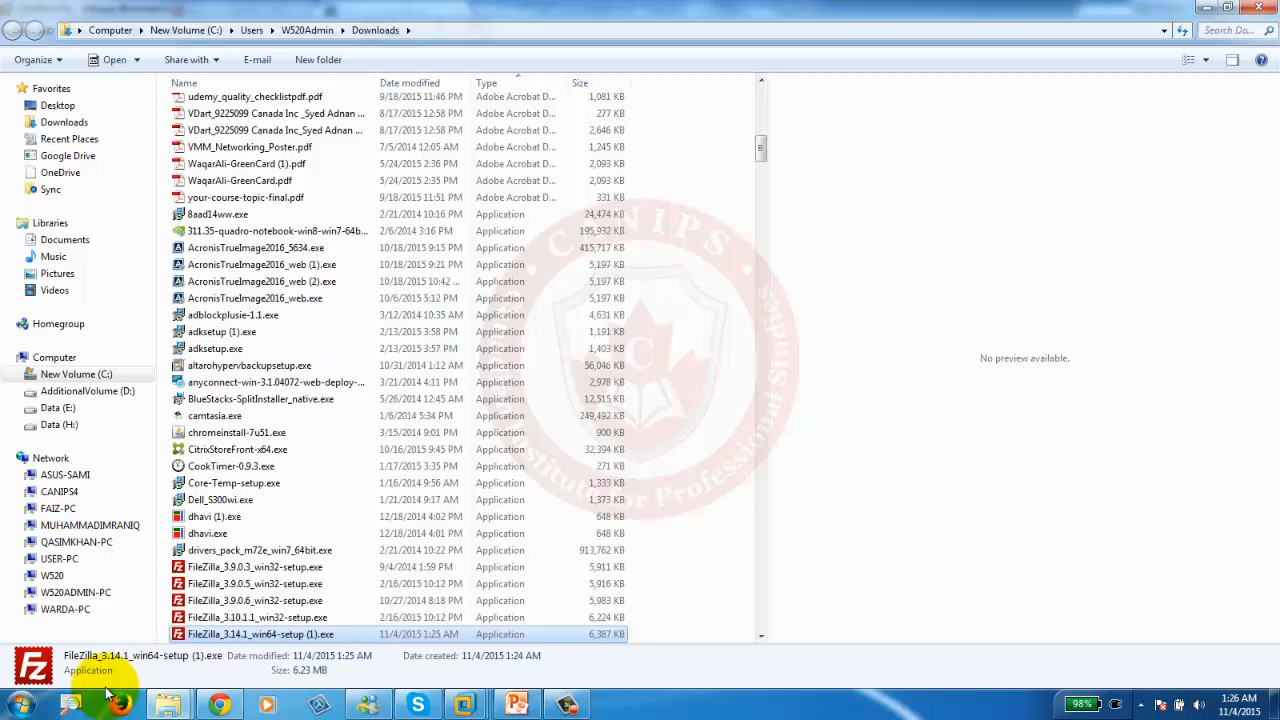 Computer New Volume (C:) Users W520Admin Downloads Search Do...
Organize Open Share with E-mail New folder
Favorites
Desktop
Downloads
Recent Places
Google Drive
OneDrive
Sync
Libraries
Documents
Music
Pictures
Videos
Homegroup
Computer
New Volume (C:)
AdditionalVolume (D:)
Data (E:)
Data (H:)
Network
ASUS-SAMI
CANIPS4
FAIZ-PC
MUHAMMADIMRANIQ
QASIMKHAN-PC
USER-PC
W520
W520ADMIN-PC
WARDA-PC
Name Date modified Type Size
udemy_quality_checklistpdf.pdf 9/18/2015 11:46 PM Adobe Acrobat D... 1,081 KB
VDart_9225099 Canada Inc_Syed Adnan ... 8/17/2015 12:58 PM Adobe Acrobat D... 277 KB
VDart_9225099 Canada Inc_Syed Adnan ... 8/17/2015 12:58 PM Adobe Acrobat D... 2,646 KB
VMM_Networking_Poster.pdf 7/5/2014 12:05 AM Adobe Acrobat D... 1,245 KB
WaqarAli-GreenCard (1).pdf 5/24/2015 2:36 PM Adobe Acrobat D... 2,093 KB
WaqarAli-GreenCard.pdf 5/24/2015 2:35 PM Adobe Acrobat D... 2,093 KB
your-course-topic-final.pdf 9/18/2015 11:51 PM Adobe Acrobat D... 331 KB
8aad14ww.exe 2/21/2014 10:16 PM Application 24,474 KB
311.35-quadro-notebook-win8-win7-64b... 2/6/2014 3:16 PM Application 195,932 KB
AcronisTrueImage2016_5634.exe 10/18/2015 9:15 PM Application 415,717 KB
AcronisTrueImage2016_web (1).exe 10/18/2015 9:21 PM Application 5,197 KB
AcronisTrueImage2016_web (2).exe 10/18/2015 10:42 ... Application 5,197 KB
AcronisTrueImage2016_web.exe 10/6/2015 5:12 PM Application 5,197 KB
adblockplusie-1.1.exe 3/12/2014 10:35 AM Application 4,631 KB
adksetup (1).exe 2/13/2015 3:58 PM Application 1,191 KB
adksetup.exe 2/13/2015 3:57 PM Application 1,403 KB
altarohypervbackupsetup.exe 10/31/2014 1:12 AM Application 56,046 KB
anyconnect-win-3.1.04072-web-deploy-... 3/21/2014 4:11 PM Application 2,978 KB
BlueStacks-SplitInstaller_native.exe 5/26/2014 12:45 AM Application 12,515 KB
camtasia.exe 1/6/2014 5:34 PM Application 249,492 KB
chromeinstall-7u51.exe 3/15/2014 9:01 PM Application 900 KB
CitrixStoreFront-x64.exe 10/16/2015 9:45 PM Application 32,394 KB
CookTimer-0.9.3.exe 1/17/2015 3:35 PM Application 271 KB
Core-Temp-setup.exe 1/16/2014 9:56 AM Application 1,333 KB
Dell_S300wi.exe 1/21/2014 9:17 AM Application 1,373 KB
dhavi (1).exe 12/18/2014 4:02 PM Application 648 KB
dhavi.exe 12/18/2014 4:01 PM Application 648 KB
drivers_pack_m72e_win7_64bit.exe 2/21/2014 10:22 PM Application 913,762 KB
FileZilla_3.9.0.3_win32-setup.exe 9/4/2014 1:59 PM Application 5,911 KB
FileZilla_3.9.0.5_win32-setup.exe 2/16/2015 10:12 PM Application 5,916 KB
FileZilla_3.9.0.6_win32-setup.exe 10/27/2014 8:18 PM Application 5,983 KB
FileZilla_3.10.1.1_win32-setup.exe 2/16/2015 10:12 PM Application 6,224 KB
FileZilla_3.14.1_win64-setup (1).exe 11/4/2015 1:25 AM Application 6,387 KB
No preview available.
CANIPS
FileZilla_3.14.1_win64-setup (1).exe Date modified: 11/4/2015 1:25 AM Date created: 11/4/2015 1:24 AM
Application Size: 6.23 MB
98% 1:26 AM
11/4/2015